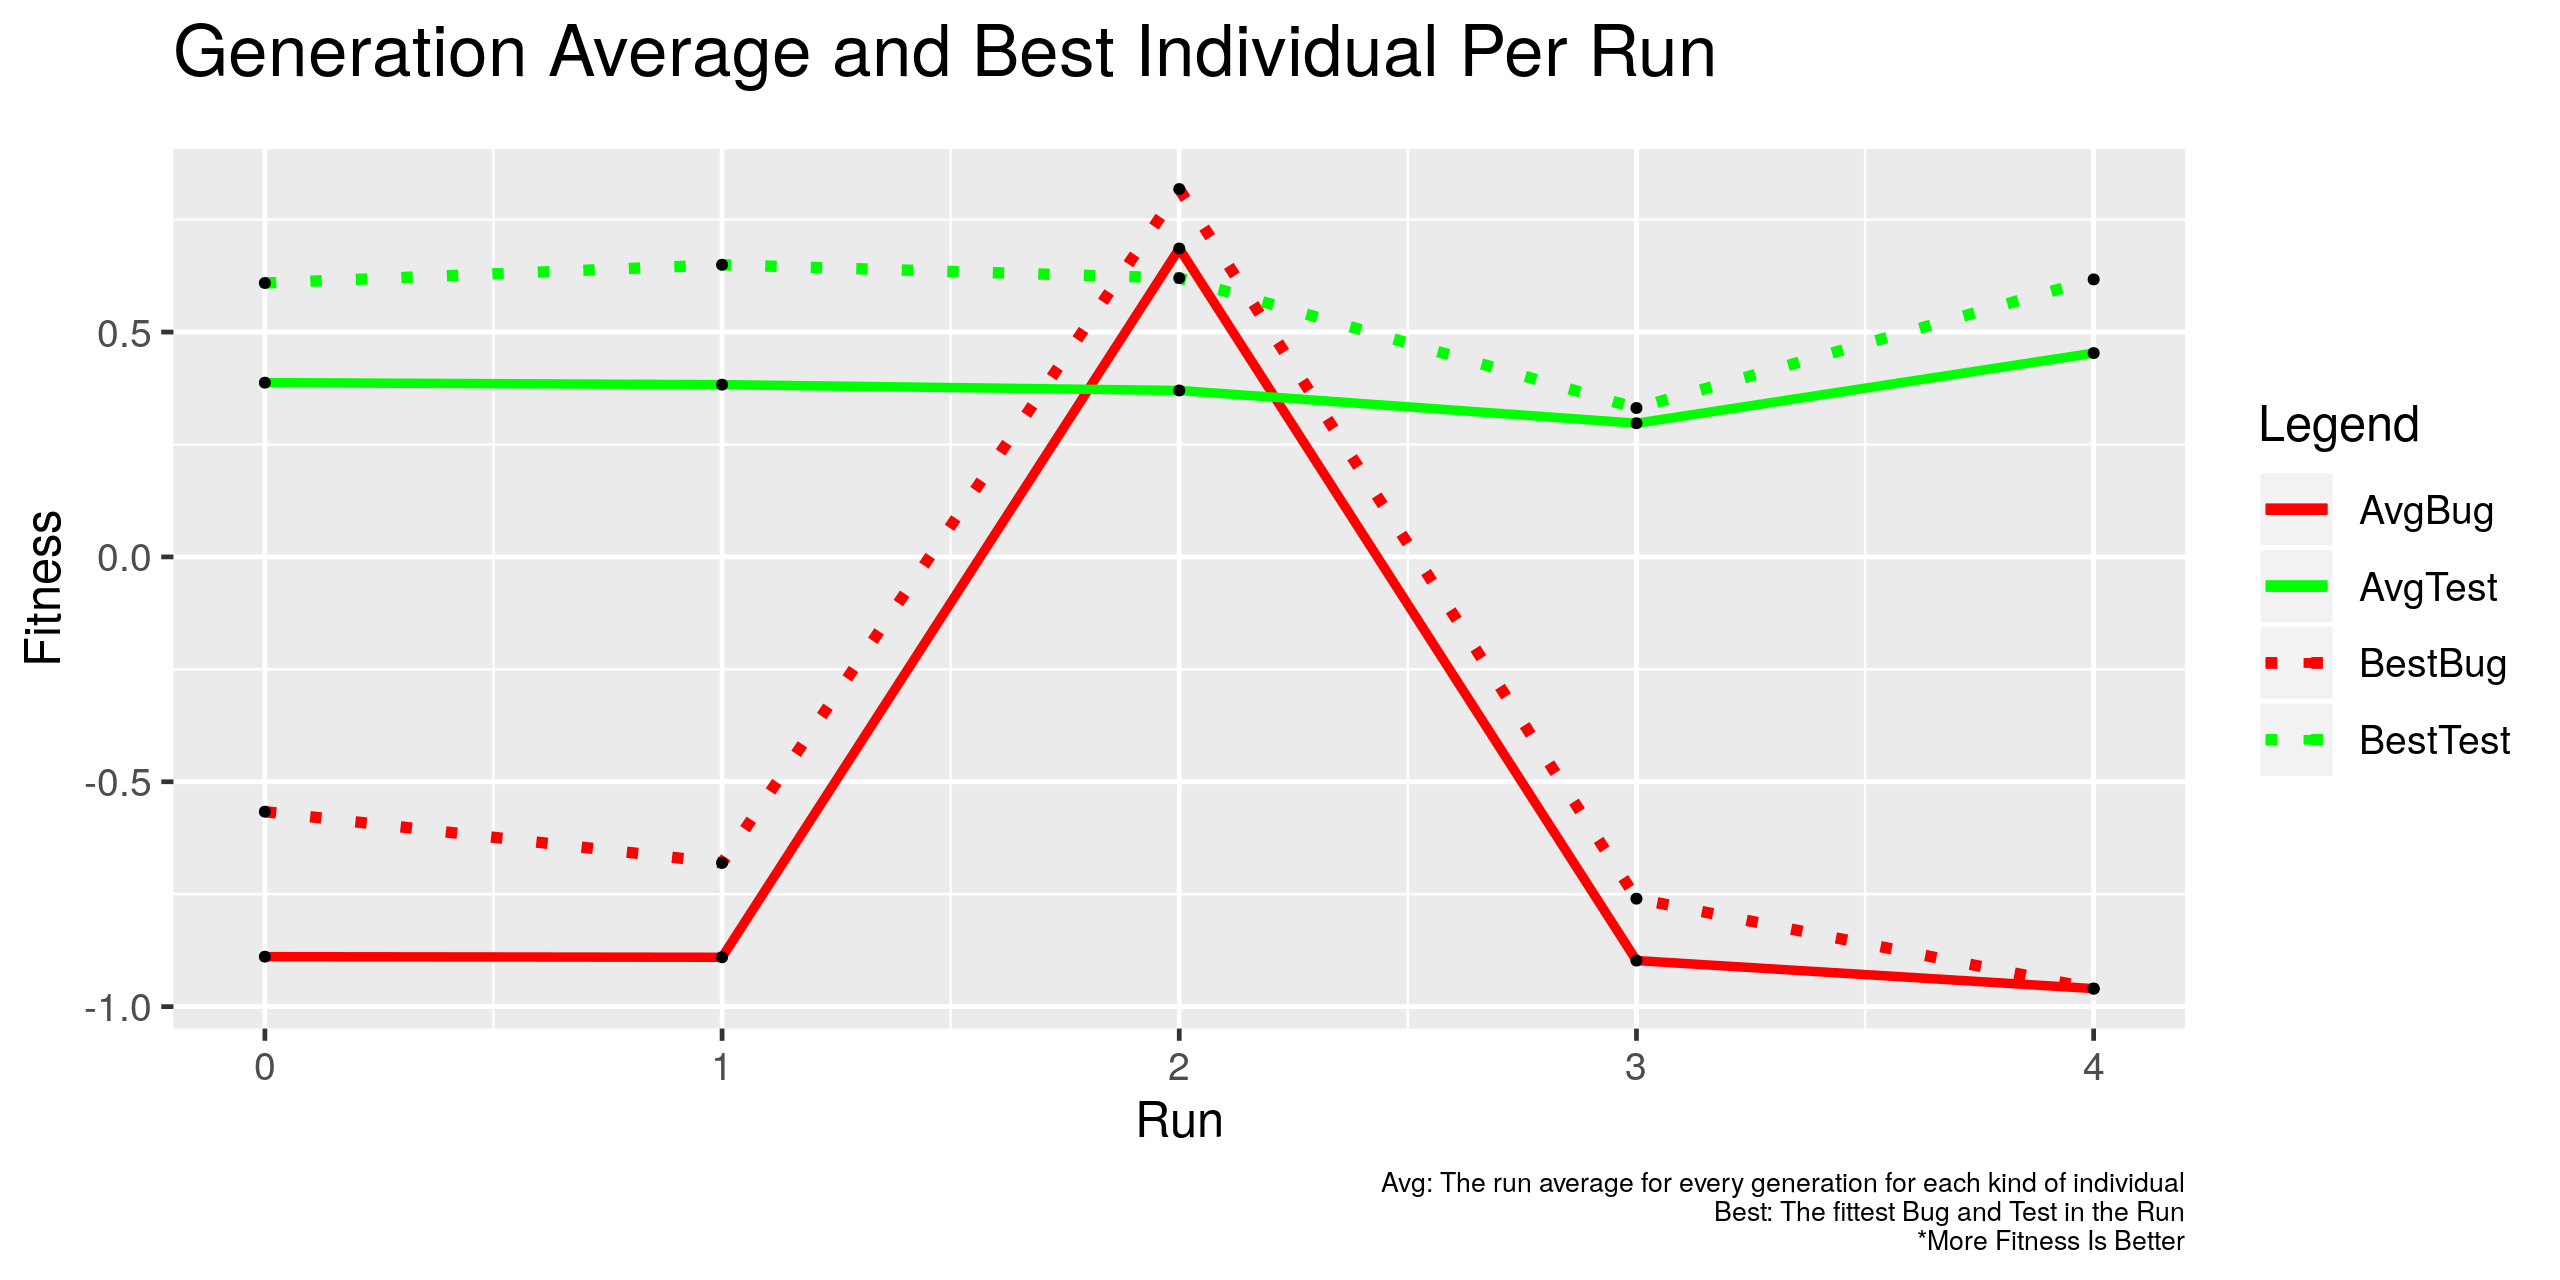 Generation Average and Best Individual Per Run
Fitness
0.5
0.0
-0.5
-1.0
0
1
2
3
4
Run
Legend
AvgBug
AvgTest
BestBug
BestTest
Avg: The run average for every generation for each kind of individual
Best: The fittest Bug and Test in the Run
*More Fitness Is Better